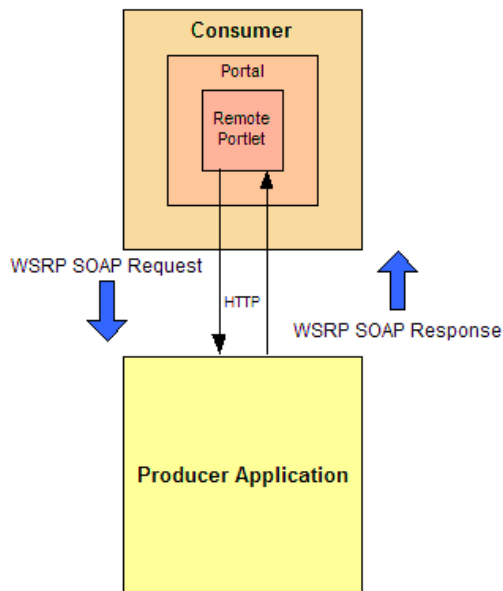 Consumer
Portal
Remote
Portlet
WSRP SOAP Request
HTTP
WSRP SOAP Response
Producer Application